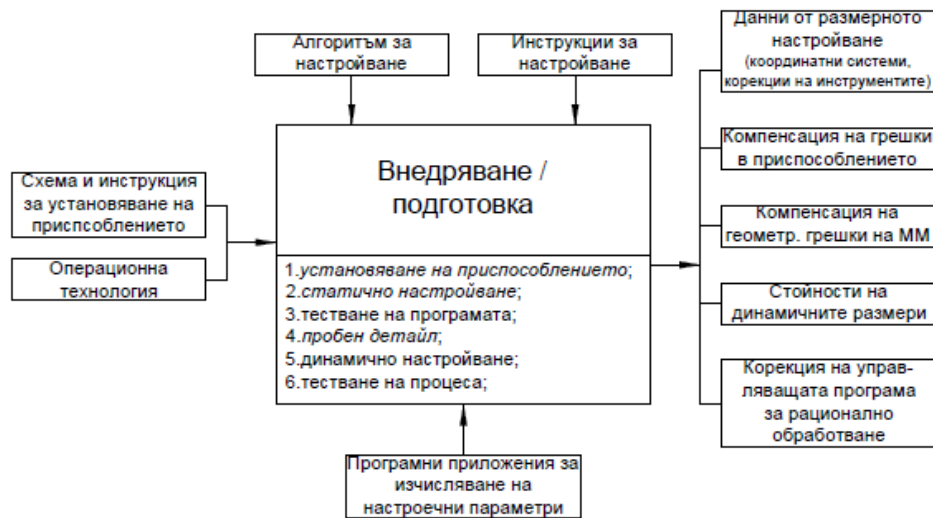 Алгоритъм за
настройване
Инструкции за
настройване
Данни от размерното
настройване
(координатни системи,
корекции на инструментите)
Компенсация на грешки
в приспособлението
Внедряване /
подготовка
Схема и инструкция
за установяване на
приспсоблението
Компенсация на
геометр. грешки на ММ
Операционна
технология
1.установяване на приспособлението;
2.статично настройване;
3.тестване на програмата;
4.пробен детайл;
5.динамично настройване;
6.тестване на процеса;
Стойности на
динамичните размери
Корекция на управ-
ляващата програма
за рационално
обработване
Програмни приложения за
изчисляване на
настроечни параметри